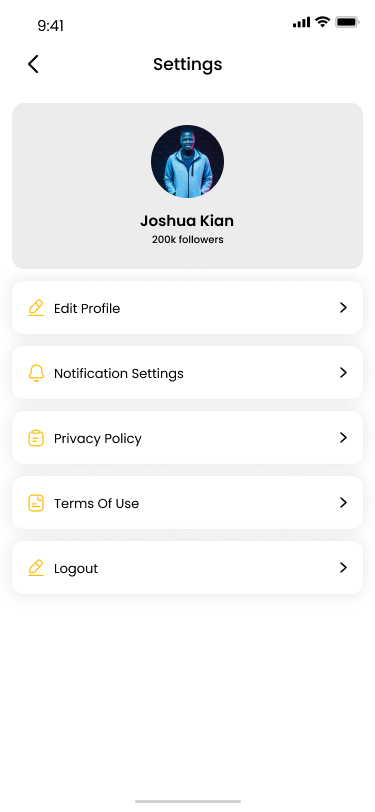 9:41
Settings
Joshua Kian
200k followers
Edit Profile
Notification Settings
Privacy Policy
Terms Of Use
Logout